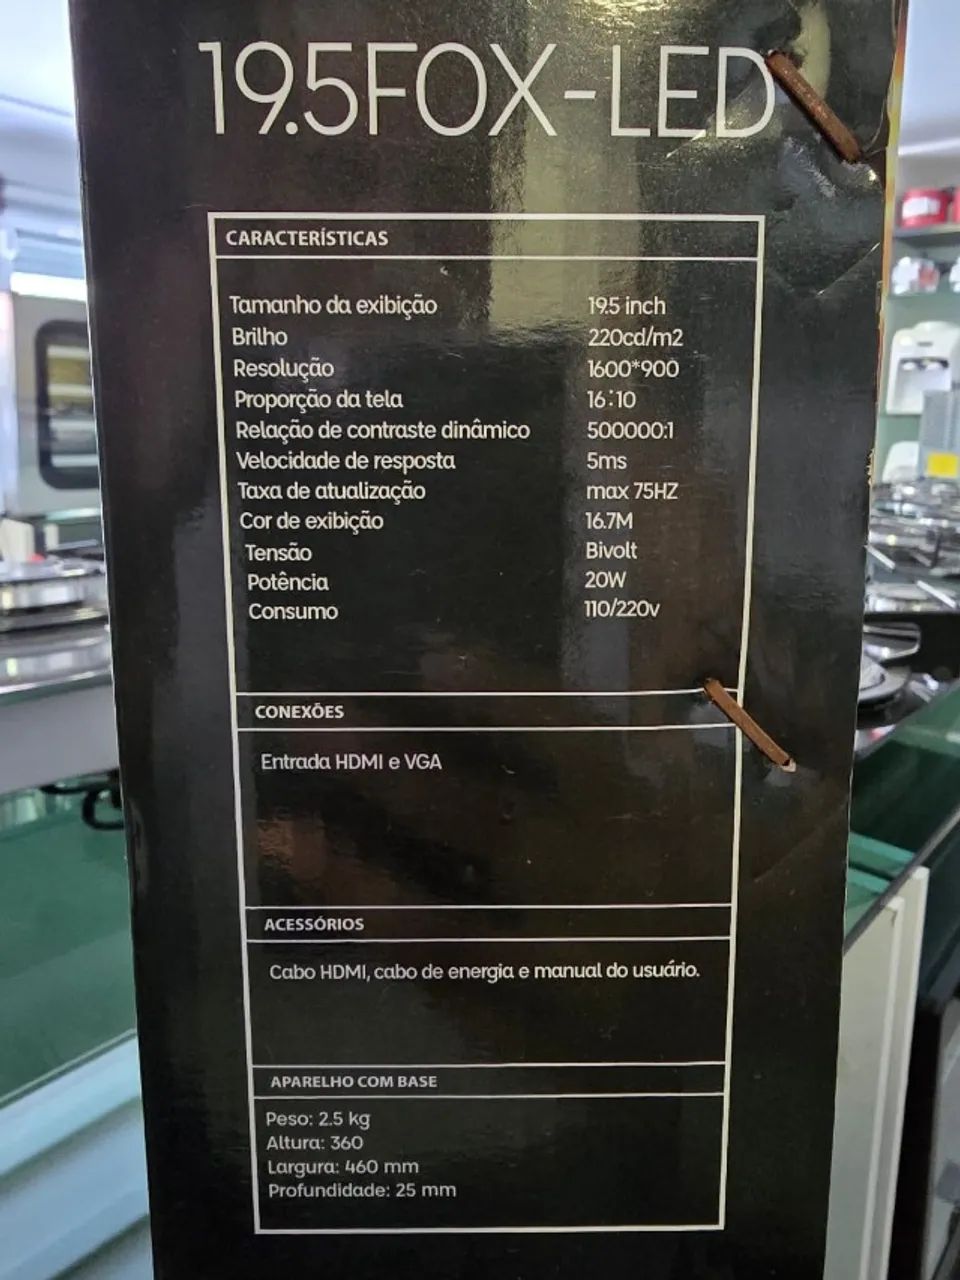 19.5FOX-LED
CARACTERÍSTICAS
Tamanho da exibição 19.5 inch
Brilho 220cd/m2
Resolução 1600*900
Proporção da tela 16:10
Relação de contraste dinâmico 500000:1
Velocidade de resposta 5ms
Taxa de atualização max 75HZ
Cor de exibição 16.7M
Tensão Bivolt
Potência 20W
Consumo 110/220v
CONEXÕES
Entrada HDMI e VGA
ACESSÓRIOS
Cabo HDMI, cabo de energia e manual do usuário.
APARELHO COM BASE
Peso: 2.5 kg
Altura: 360
Largura: 460 mm
Profundidade: 25 mm